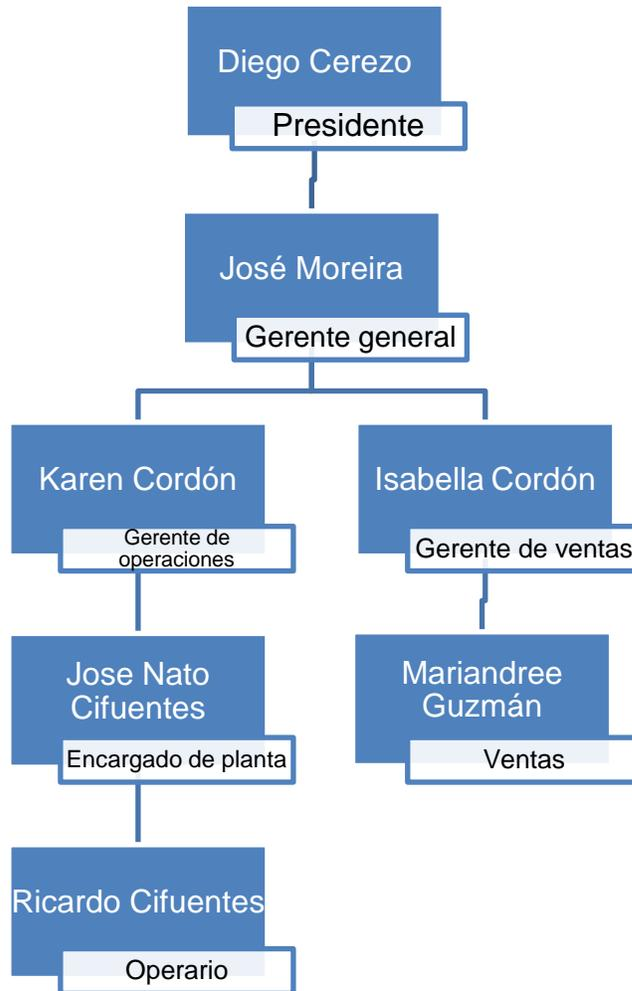 Diego Cerezo
Presidente
José Moreira
Gerente general
Karen Cordón
Gerente de
operaciones
Isabella Cordón
Gerente de ventas
Jose Nato
Cifuentes
Encargado de planta
Mariandree
Guzmán
Ventas
Ricardo Cifuentes
Operario